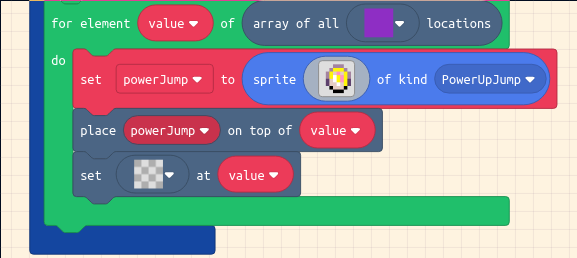 for element value of array of all locations
do
set powerJump to sprite of kind PowerUpJump
place powerJump on top of value
set at value